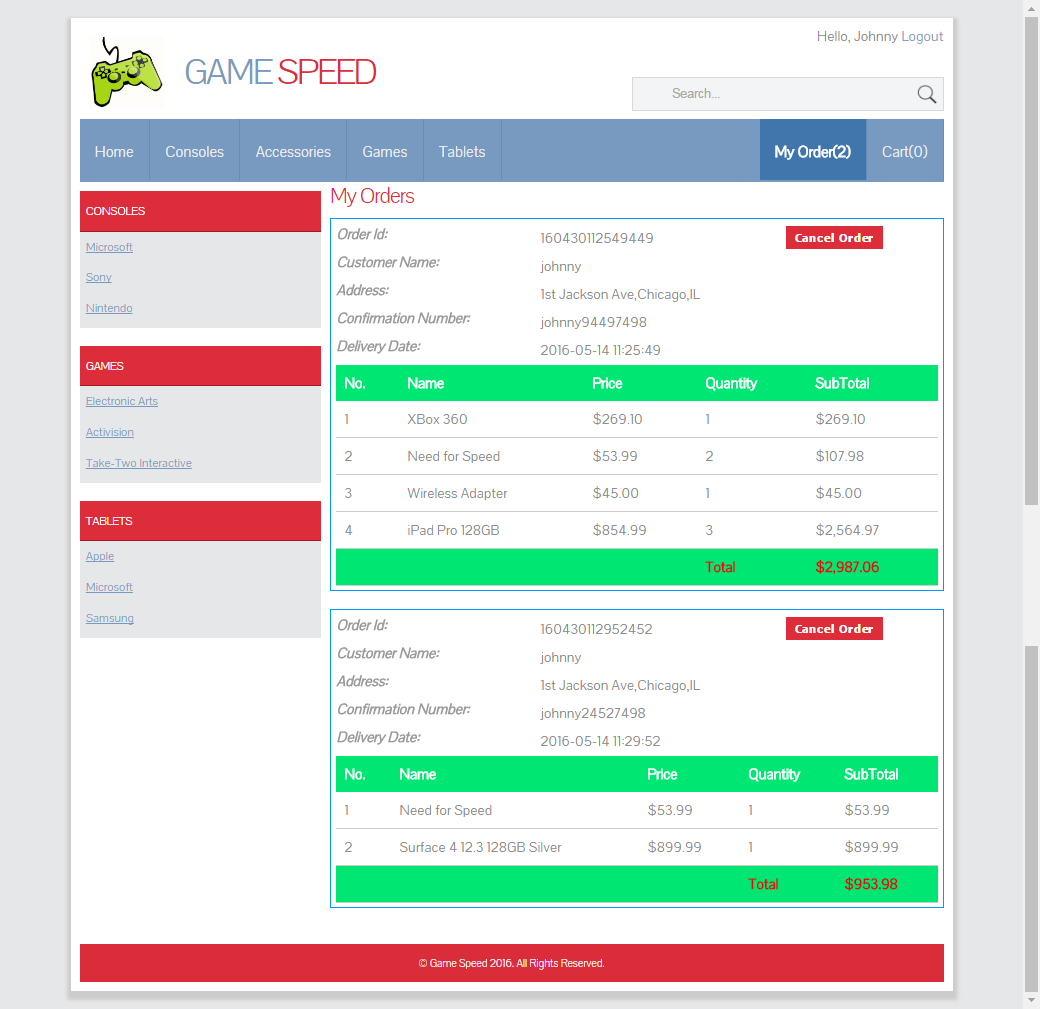 Hello, Johnny Logout
GAME SPEED
Search...
Home Consoles Accessories Games Tablets My Order(2) Cart(0)
CONSOLES
Microsoft
Sony
Nintendo
GAMES
Electronic Arts
Activision
Take-Two Interactive
TABLETS
Apple
Microsoft
Samsung
My Orders
Order Id: 160430112549449 Cancel Order
Customer Name: johnny
Address: 1st Jackson Ave,Chicago,IL
Confirmation Number: johnny94497498
Delivery Date: 2016-05-14 11:25:49
No. Name Price Quantity SubTotal
1 XBox 360 $269.10 1 $269.10
2 Need for Speed $53.99 2 $107.98
3 Wireless Adapter $45.00 1 $45.00
4 iPad Pro 128GB $854.99 3 $2,564.97
Total $2,987.06
Order Id: 160430112952452 Cancel Order
Customer Name: johnny
Address: 1st Jackson Ave,Chicago,IL
Confirmation Number: johnny24527498
Delivery Date: 2016-05-14 11:29:52
No. Name Price Quantity SubTotal
1 Need for Speed $53.99 1 $53.99
2 Surface 4 12.3 128GB Silver $899.99 1 $899.99
Total $953.98
© Game Speed 2016. All Rights Reserved.